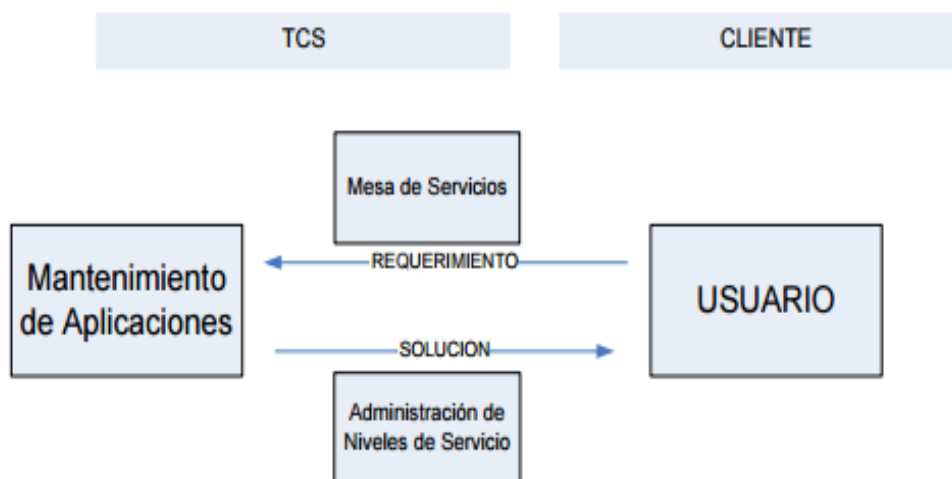 TCS
CLIENTE
Mesa de Servicios
REQUERIMIENTO
Mantenimiento
de Aplicaciones
USUARIO
SOLUCION
Administración de
Niveles de Servicio